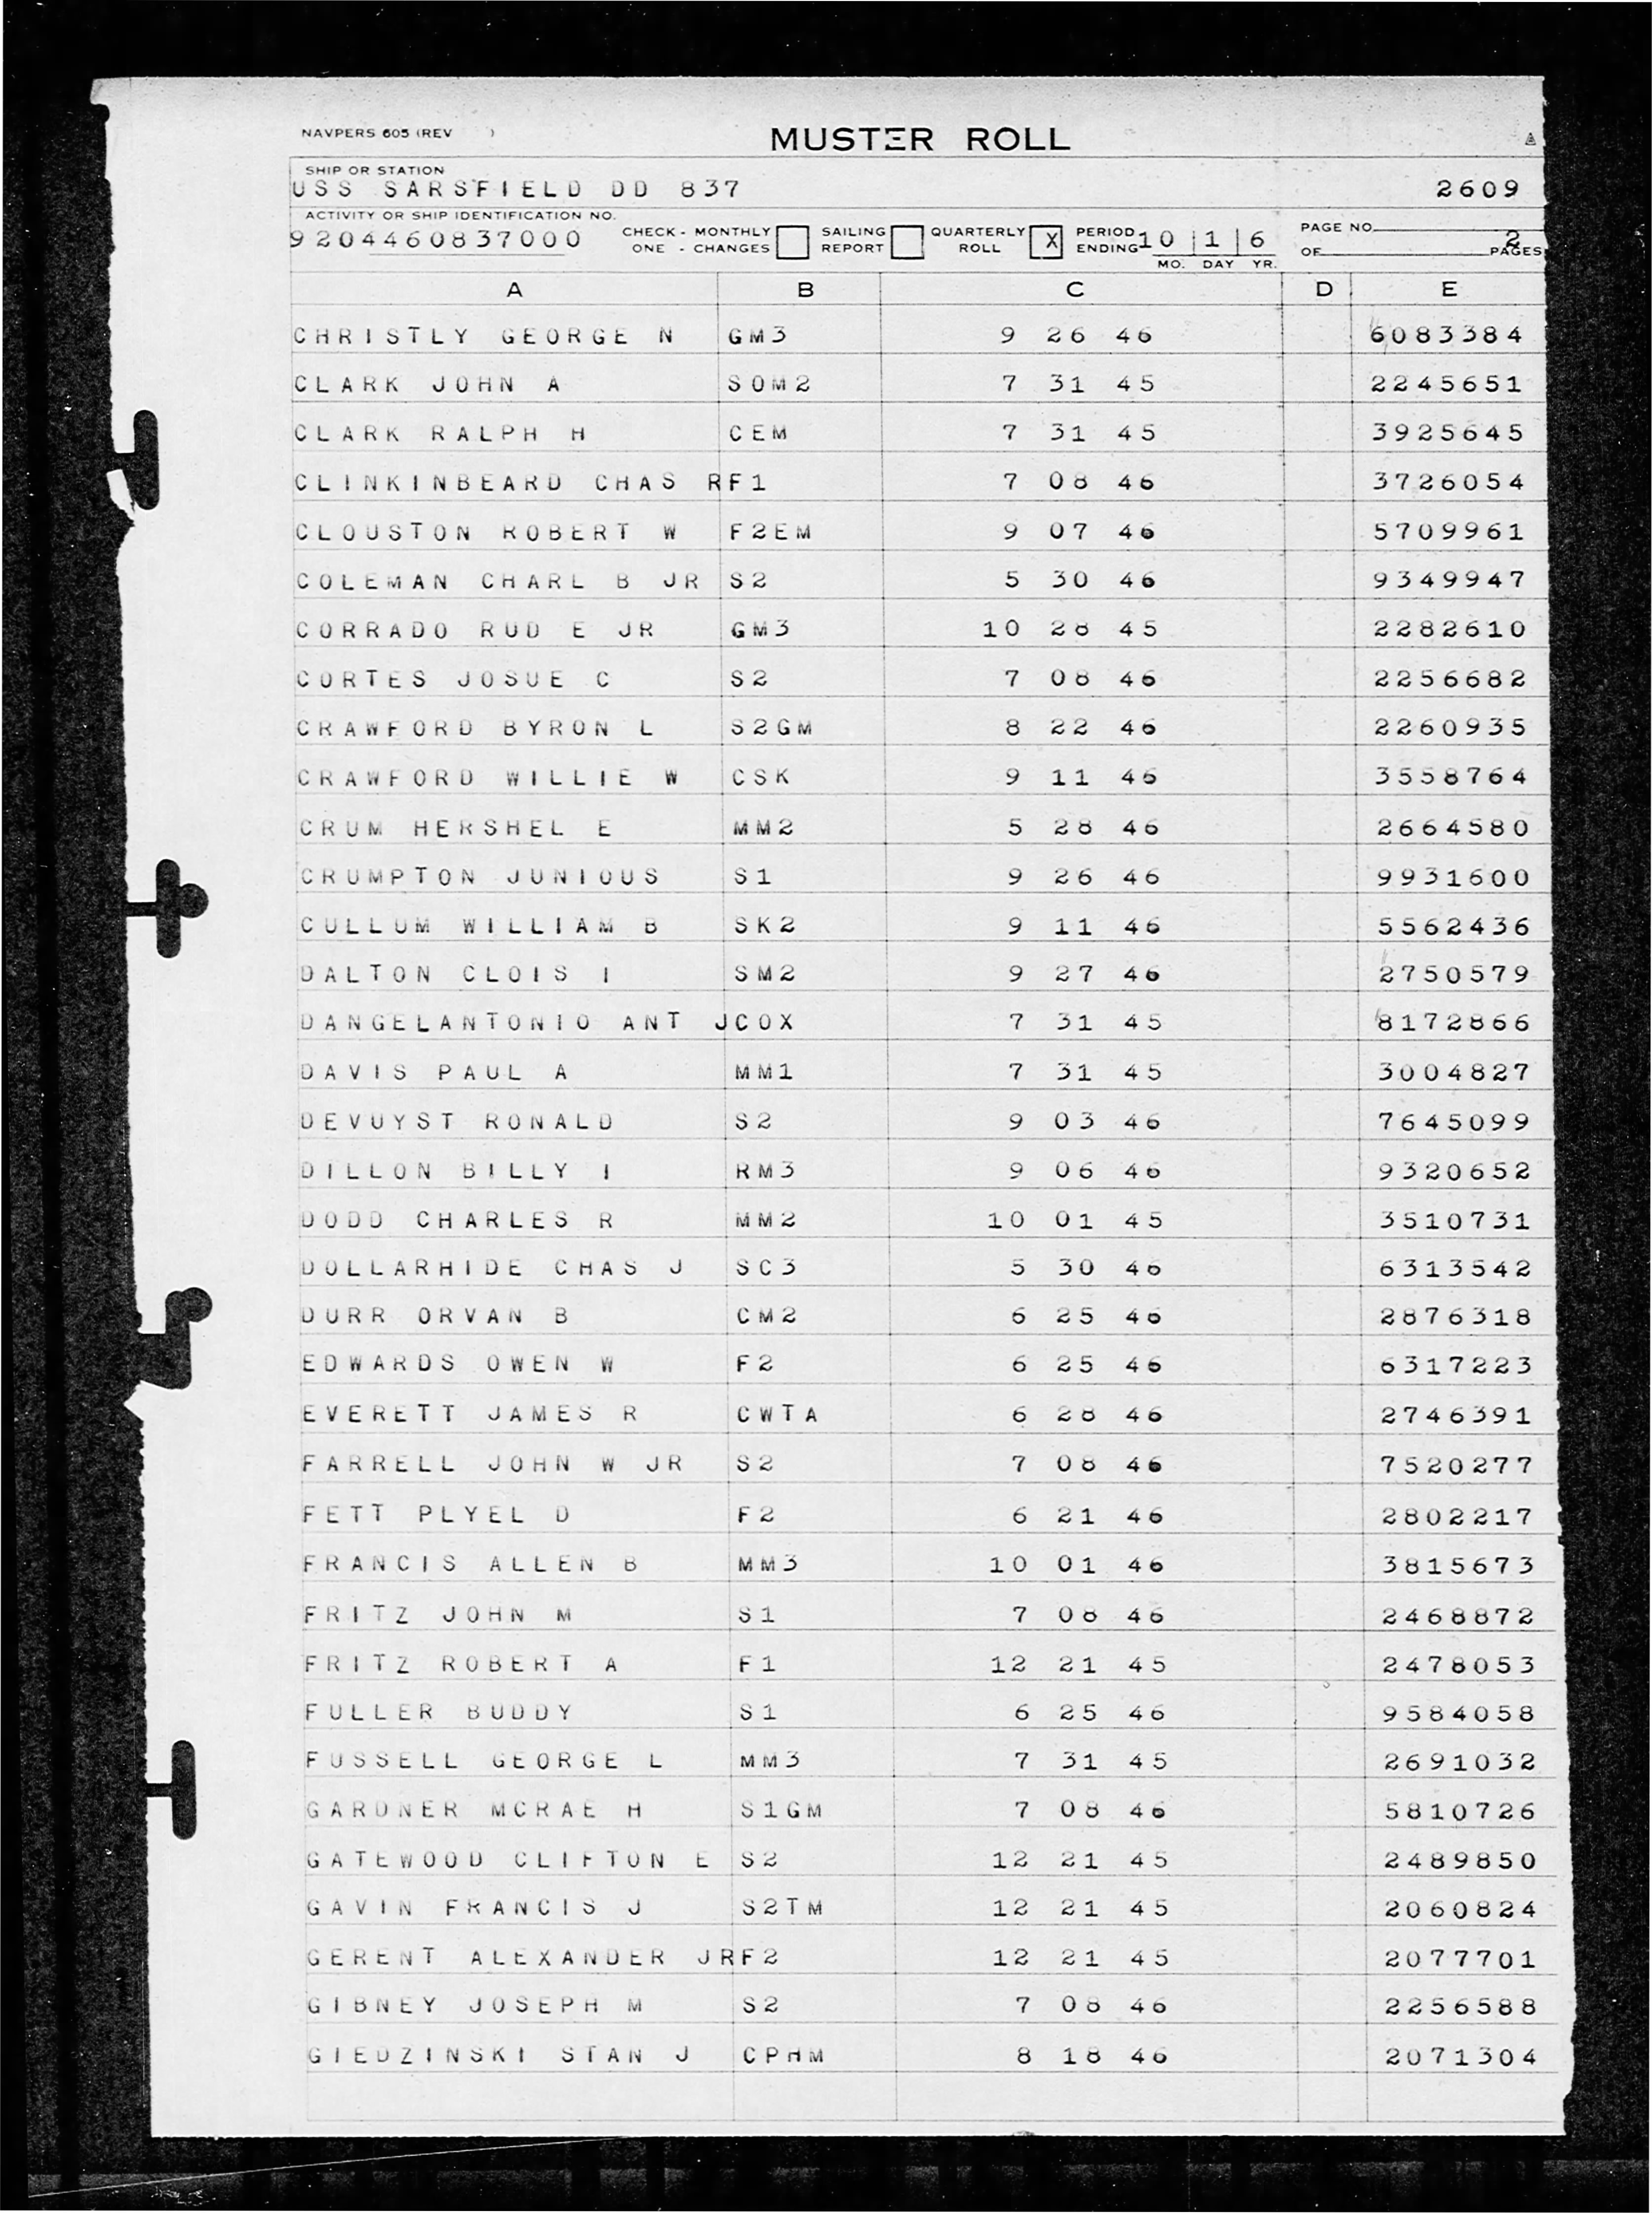 NAVPERS 605 (REV )
MUSTER ROLL
SHIP OR STATION
USS SARSFIELD DD 837 2609
ACTIVITY OR SHIP IDENTIFICATION NO.
9204460837000
CHECK - MONTHLY SAILING QUARTERLY PERIOD 10 1 6 PAGE NO. 2
ONE - CHANGES REPORT ROLL X ENDING OF PAGES
MO. DAY YR.
A B C D E
CHRISTLY GEORGE N GM3 9 26 46 6083384
CLARK JOHN A SOM2 7 31 45 2245651
CLARK RALPH H CEM 7 31 45 3925645
CLINKINBEARD CHAS R F1 7 08 46 3726054
CLOUSTON ROBERT W F2EM 9 07 46 5709961
COLEMAN CHARL B JR S2 5 30 46 9349947
CORRADO RUD E JR GM3 10 28 45 2282610
CORTES JOSUE C S2 7 08 46 2256682
CRAWFORD BYRON L S2GM 8 22 46 2260935
CRAWFORD WILLIE W CSK 9 11 46 3558764
CRUM HERSHEL E MM2 5 28 46 2664580
CRUMPTON JUNIOUS S1 9 26 46 9931600
CULLUM WILLIAM B SK2 9 11 46 5562436
DALTON CLOIS I SM2 9 27 46 2750579
DANGELANTONIO ANT J COX 7 31 45 8172866
DAVIS PAUL A MM1 7 31 45 3004827
DEVUYST RONALD S2 9 03 46 7645099
DILLON BILLY I RM3 9 06 46 9320652
DODD CHARLES R MM2 10 01 45 3510731
DOLLARHIDE CHAS J SC3 5 30 46 6313542
DURR ORVAN B CM2 6 25 46 2876318
EDWARDS OWEN W F2 6 25 46 6317223
EVERETT JAMES R CWTA 6 28 46 2746391
FARRELL JOHN W JR S2 7 08 46 7520277
FETT PLYEL D F2 6 21 46 2802217
FRANCIS ALLEN B MM3 10 01 46 3815673
FRITZ JOHN M S1 7 08 46 2468872
FRITZ ROBERT A F1 12 21 45 2478053
FULLER BUDDY S1 6 25 46 9584058
FUSSELL GEORGE L MM3 7 31 45 2691032
GARDNER MCRAE H S1GM 7 08 46 5810726
GATEWOOD CLIFTON E S2 12 21 45 2489850
GAVIN FRANCIS J S2TM 12 21 45 2060824
GERENT ALEXANDER JR F2 12 21 45 2077701
GIBNEY JOSEPH M S2 7 08 46 2256588
GIEDZINSKI STAN J CPHM 8 18 46 2071304